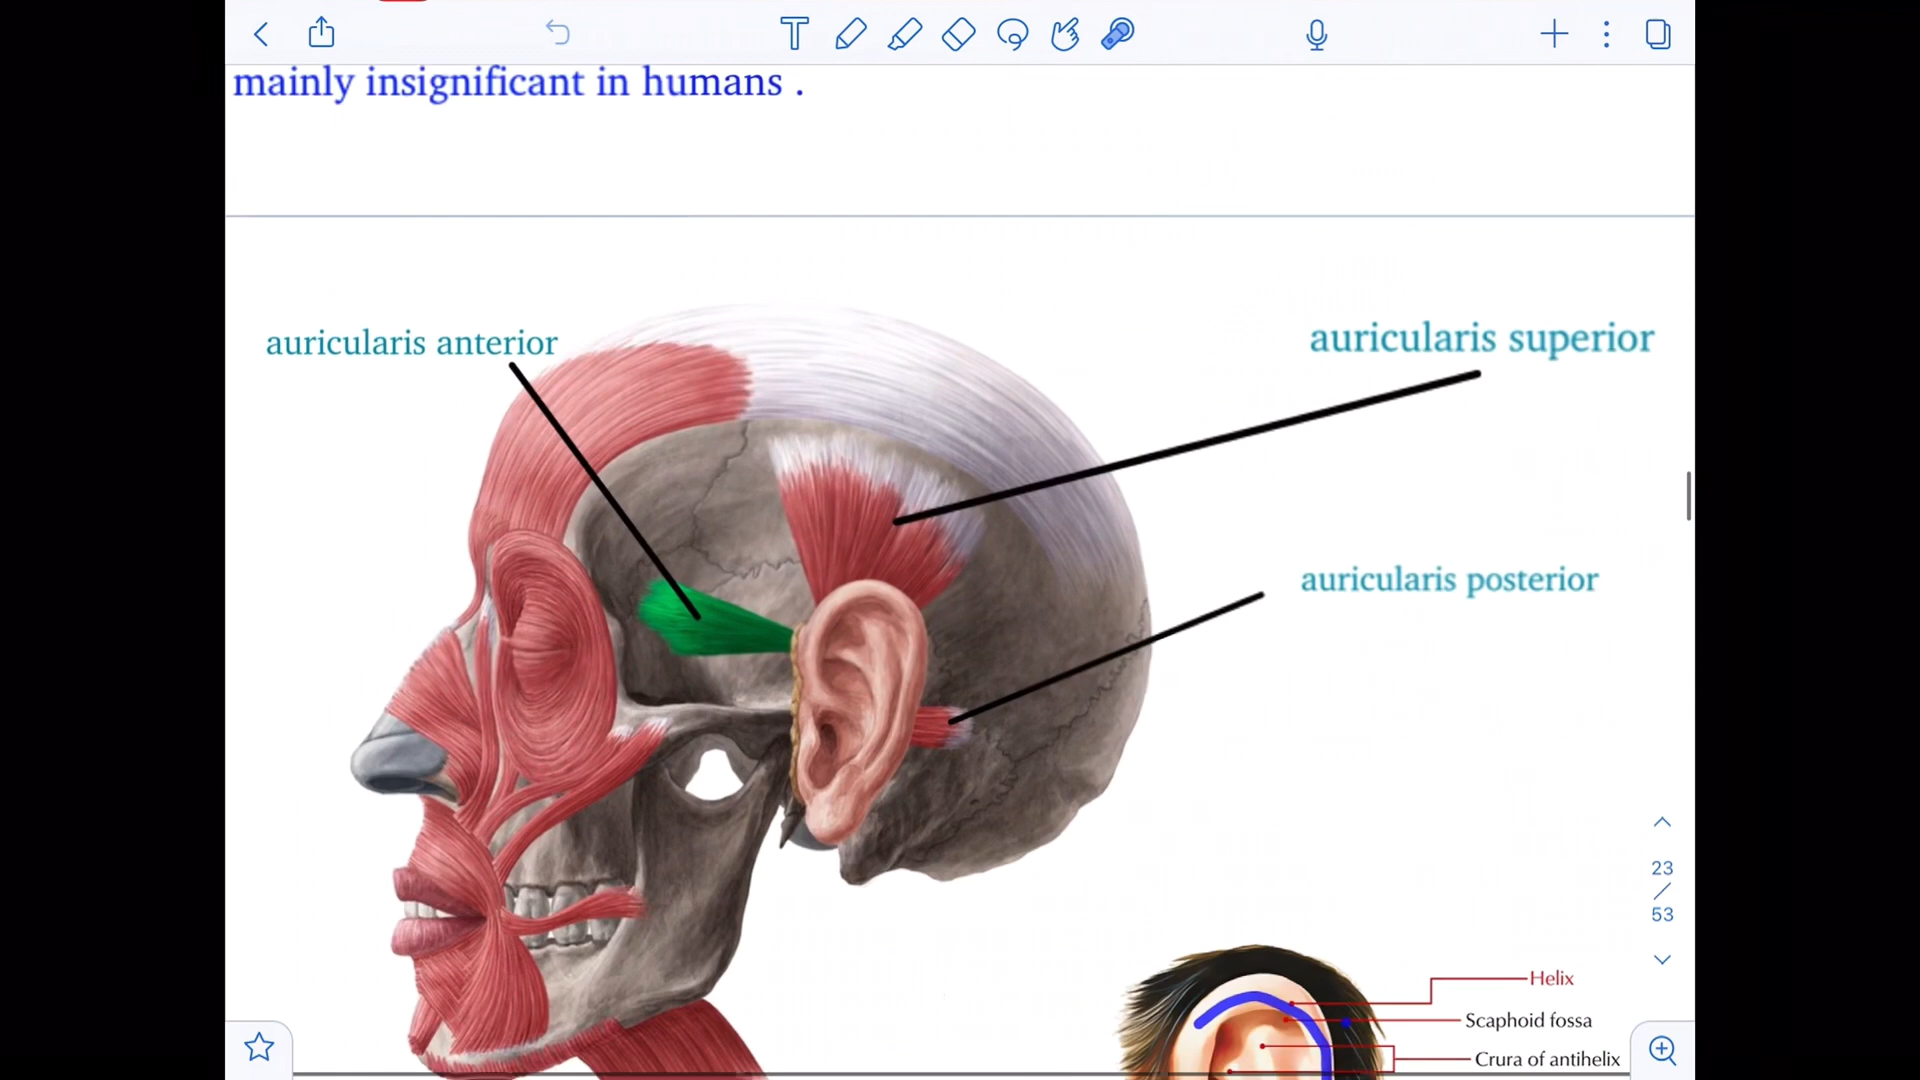 mainly insignificant in humans .
auricularis anterior
auricularis superior
auricularis posterior
23
/
53
Helix
Scaphoid fossa
Crura of antihelix